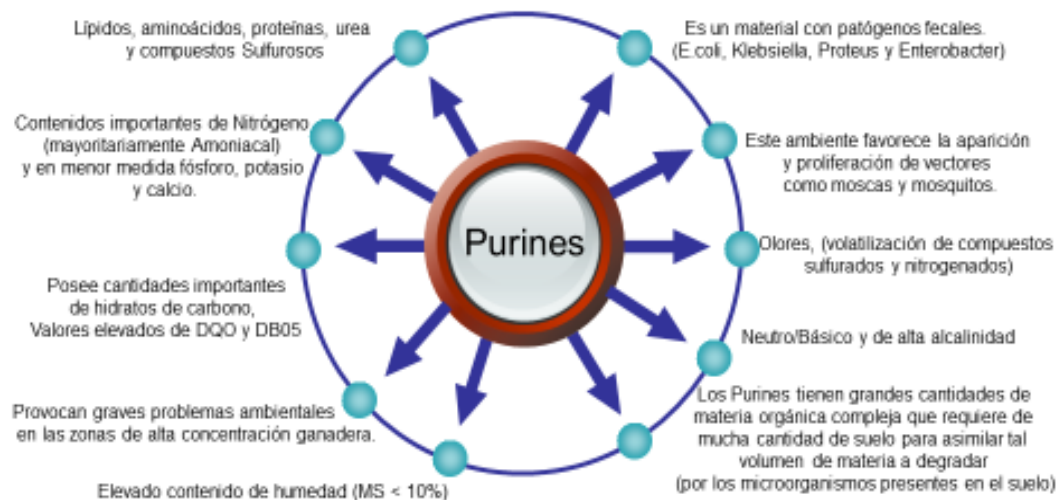 Lípidos, aminoácidos, proteínas, urea
y compuestos Sulfurosos
Es un material con patógenos fecales.
(E.coli, Klebsiella, Proteus y Enterobacter)
Contenidos importantes de Nitrógeno
(mayoritariamente Amoniacal)
y en menor medida fósforo, potasio
y calcio.
Este ambiente favorece la aparición
y proliferación de vectores
como moscas y mosquitos.
Purines
Olores, (volatilización de compuestos
sulfurados y nitrogenados)
Posee cantidades importantes
de hidratos de carbono,
Valores elevados de DQO y DB05
Neutro/Básico y de alta alcalinidad
Provocan graves problemas ambientales
en las zonas de alta concentración ganadera.
Los Purines tienen grandes cantidades de
materia orgánica compleja que requiere de
mucha cantidad de suelo para asimilar tal
volumen de materia a degradar
(por los microorganismos presentes en el suelo)
Elevado contenido de humedad (MS < 10%)